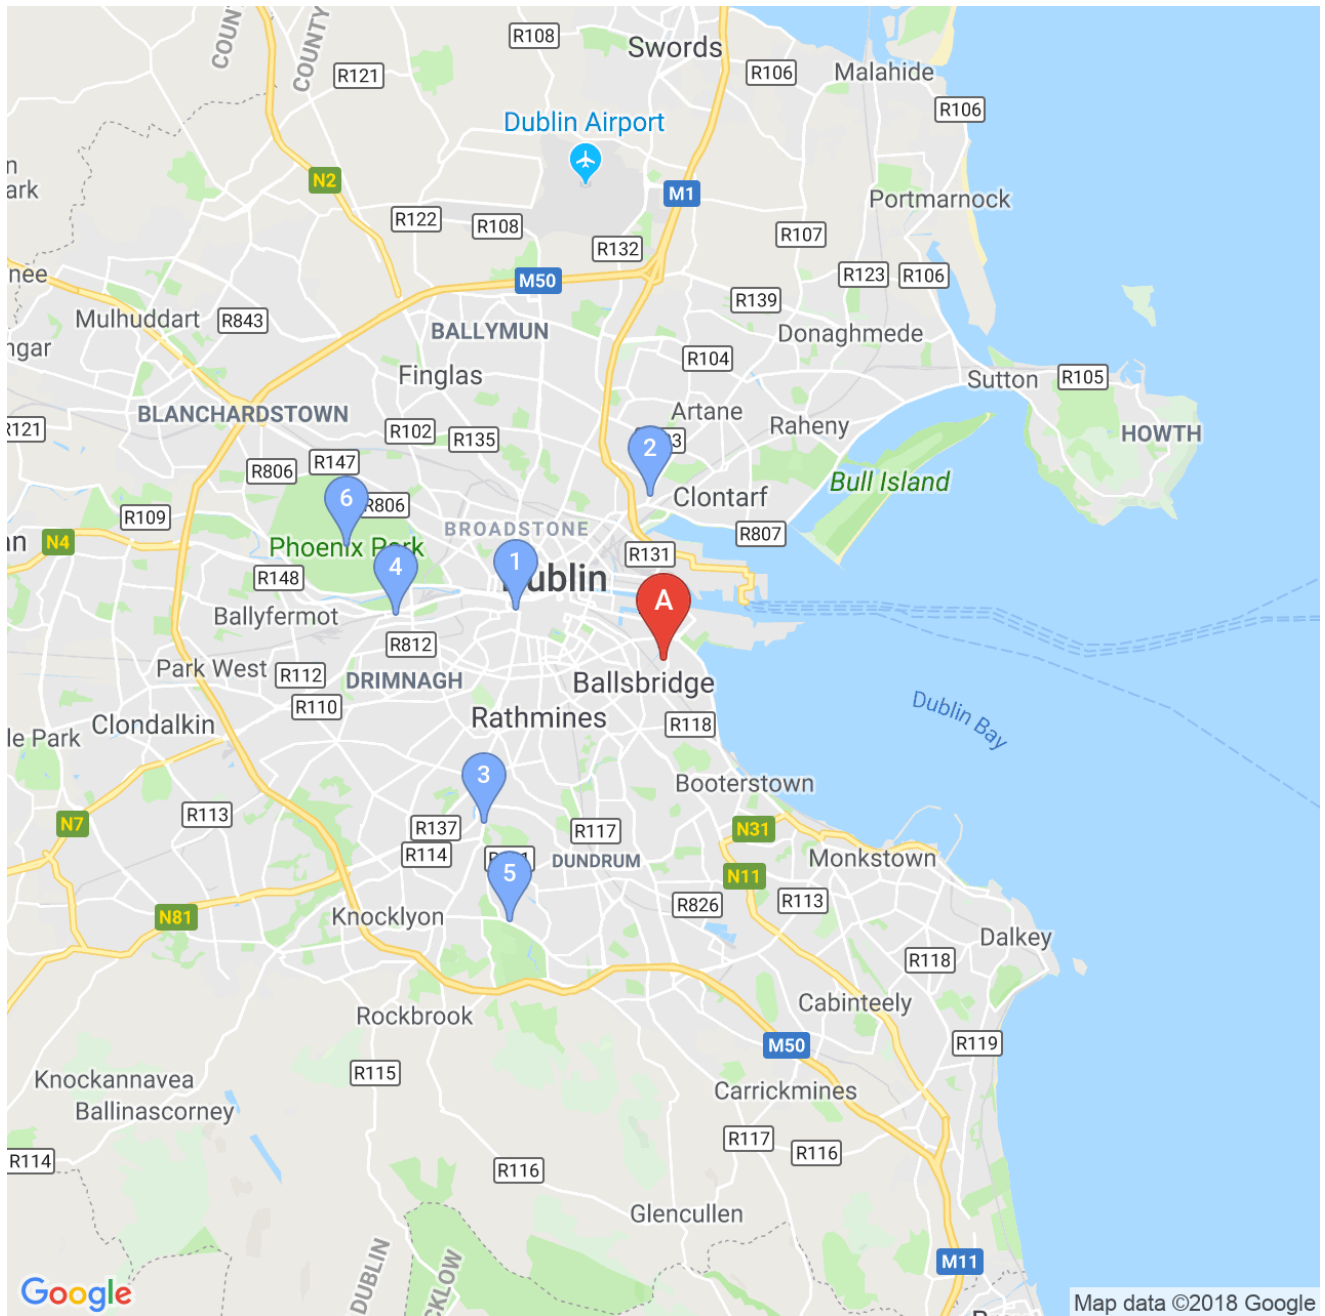 COUNTY
COUNTY
R108
Swords
R121
R106
Malahide
R106
Dublin Airport
N2
M1
Portmarnock
R122
R108
R132
R107
R123
R106
M50
R139
Mulhuddart
R843
BALLYMUN
Donaghmede
R104
Finglas
Sutton
R105
BLANCHARDSTOWN
Artane
R121
R102
R135
Raheny
HOWTH
2
R147
R806
Bull Island
6
R806
Clontarf
R109
BROADSTONE
N4
R807
Phoenix Park
R131
1
4
R148
Dublin
A
Ballyfermot
R812
Park West
R112
DRIMNAGH
Ballsbridge
R110
Rathmines
Clondalkin
R118
Dublin Bay
3
Booterstown
R113
N7
R137
R117
N31
R114
DUNDRUM
Monkstown
5
N11
R826
R113
N81
Knocklyon
Dalkey
R118
Cabinteely
Rockbrook
M50
R119
R115
Knockannavea
Carrickmines
Ballinascorney
R117
R116
R114
R116
Glencullen
DUBLIN
M11
Google
Map data ©2018 Google